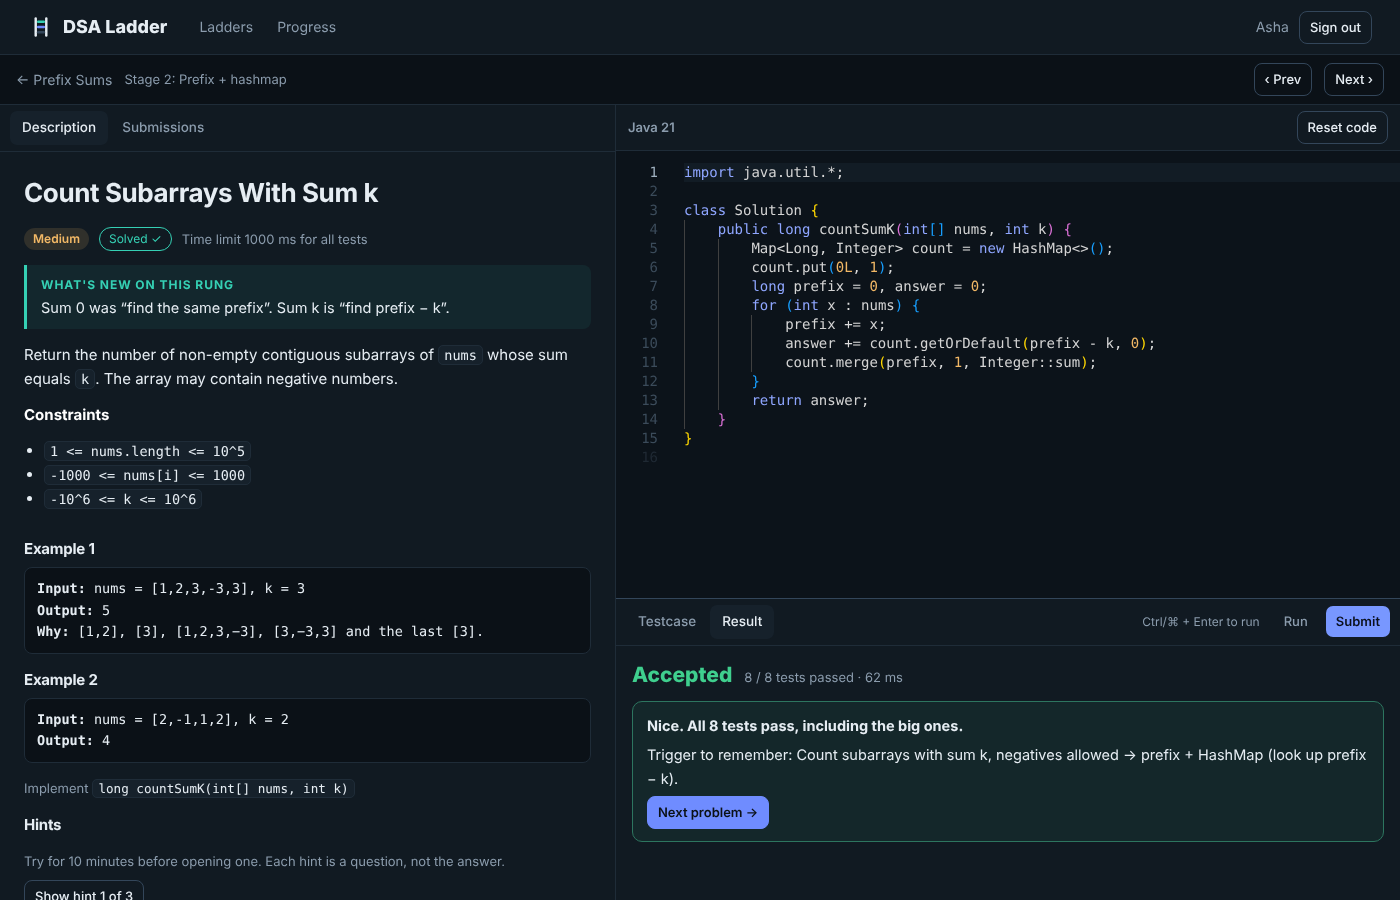 DSA Ladder Ladders Progress Asha Sign out
← Prefix Sums Stage 2: Prefix + hashmap ‹ Prev Next ›
Description Submissions
Count Subarrays With Sum k
Medium Solved ✓ Time limit 1000 ms for all tests
WHAT'S NEW ON THIS RUNG
Sum 0 was “find the same prefix”. Sum k is “find prefix − k”.
Return the number of non-empty contiguous subarrays of nums whose sum
equals k. The array may contain negative numbers.
Constraints
• 1 <= nums.length <= 10^5
• -1000 <= nums[i] <= 1000
• -10^6 <= k <= 10^6
Example 1
Input: nums = [1,2,3,-3,3], k = 3
Output: 5
Why: [1,2], [3], [1,2,3,−3], [3,−3,3] and the last [3].
Example 2
Input: nums = [2,-1,1,2], k = 2
Output: 4
Implement long countSumK(int[] nums, int k)
Hints
Try for 10 minutes before opening one. Each hint is a question, not the answer.
Show hint 1 of 3
Java 21 Reset code
1 import java.util.*;
2
3 class Solution {
4     public long countSumK(int[] nums, int k) {
5         Map<Long, Integer> count = new HashMap<>();
6         count.put(0L, 1);
7         long prefix = 0, answer = 0;
8         for (int x : nums) {
9             prefix += x;
10             answer += count.getOrDefault(prefix - k, 0);
11             count.merge(prefix, 1, Integer::sum);
12         }
13         return answer;
14     }
15 }
16
Testcase Result Ctrl/⌘ + Enter to run Run Submit
Accepted 8 / 8 tests passed · 62 ms
Nice. All 8 tests pass, including the big ones.
Trigger to remember: Count subarrays with sum k, negatives allowed → prefix + HashMap (look up prefix
− k).
Next problem →